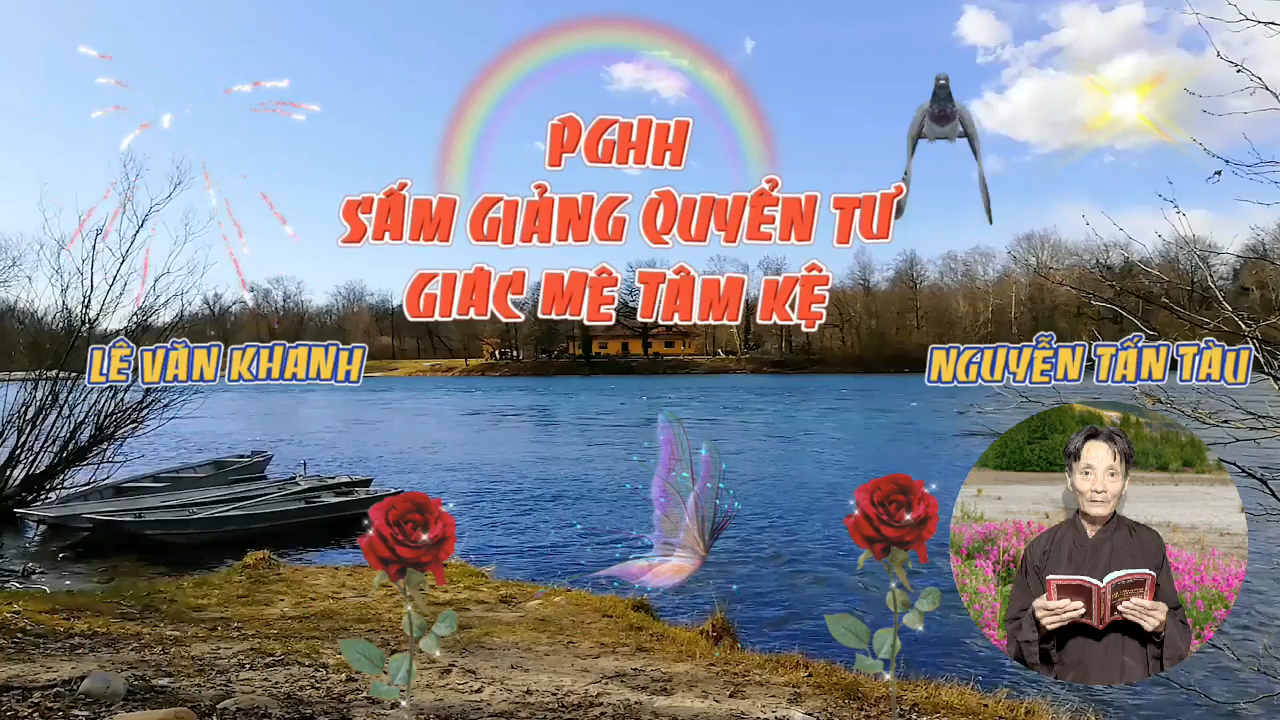 PGHH
SẤM GIẢNG QUYỂN TƯ
GIÁC MÊ TÂM KỆ
LÊ VĂN KHANH
NGUYỄN TẤN TÀU